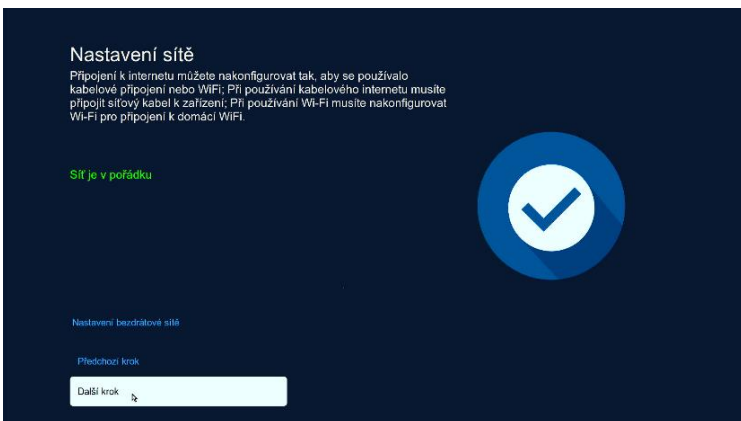 Nastavení sítě
Připojení k internetu můžete nakonfigurovat tak, aby se používalo
kabelové připojení nebo WiFi; Při používání kabelového internetu musíte
připojit síťový kabel k zařízení; Při používání Wi-Fi musíte nakonfigurovat
Wi-Fi pro připojení k domácí WiFi.
Síť je v pořádku
Nastavení bezdrátové sítě
Předchozí krok
Další krok